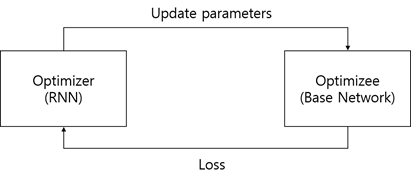 Update parameters
Optimizer
(RNN)
Optimizee
(Base Network)
Loss